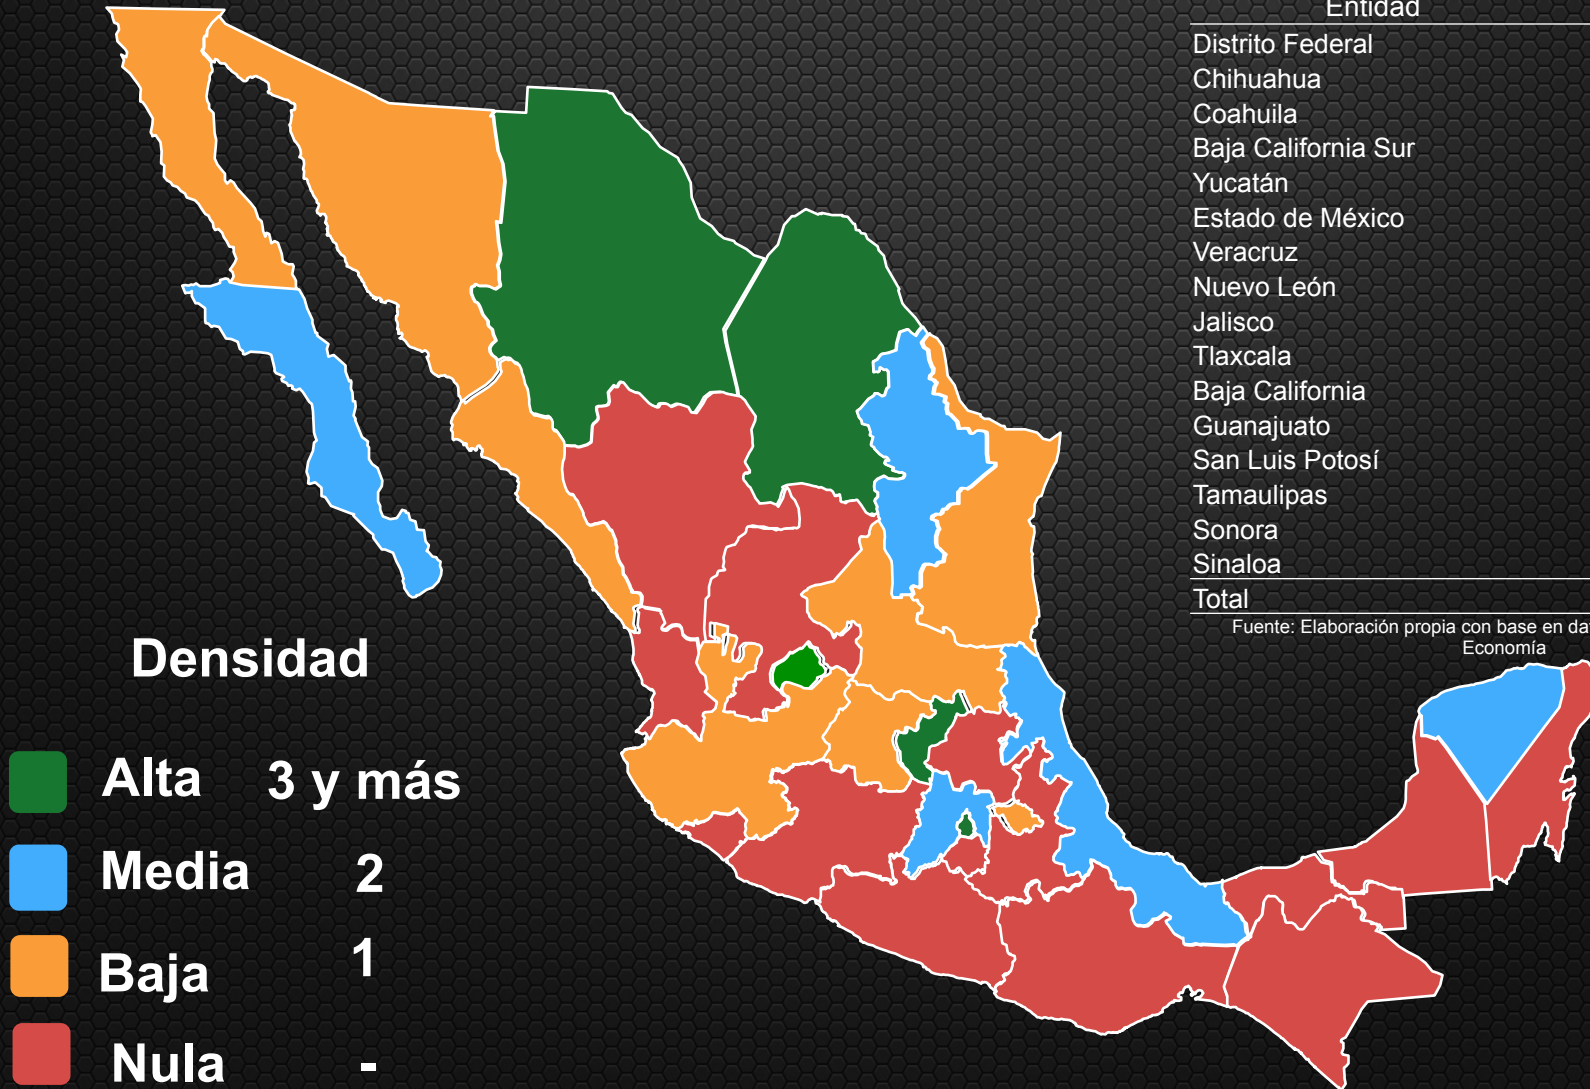 Entidad
Distrito Federal
Chihuahua
Coahuila
Baja California Sur
Yucatán
Estado de México
Veracruz
Nuevo León
Jalisco
Tlaxcala
Baja California
Guanajuato
San Luis Potosí
Tamaulipas
Sonora
Sinaloa
Total
Fuente: Elaboración propia con base en dat
Economía
Densidad
Alta 3 y más
Media 2
Baja 1
Nula -